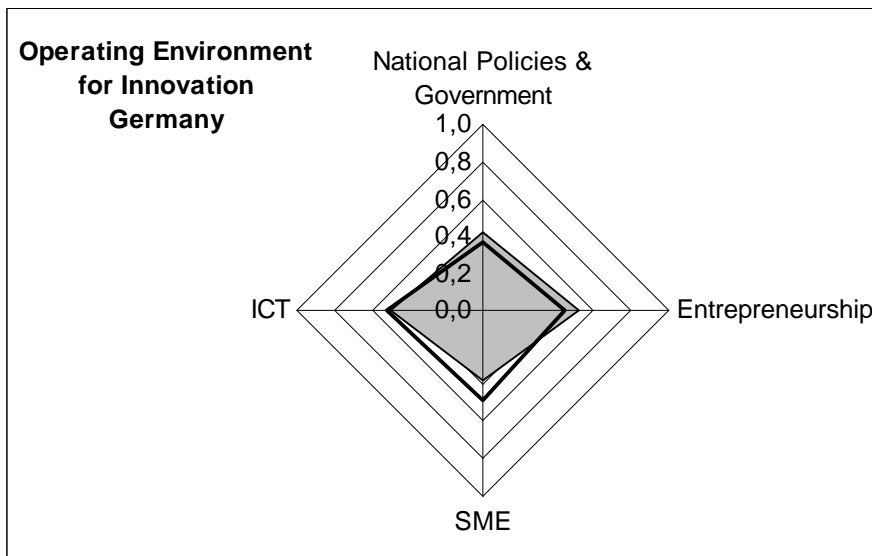 Operating Environment
for Innovation
Germany
National Policies &
Government
1,0
0,8
0,6
0,4
0,2
0,0
ICT
Entrepreneurship
SME